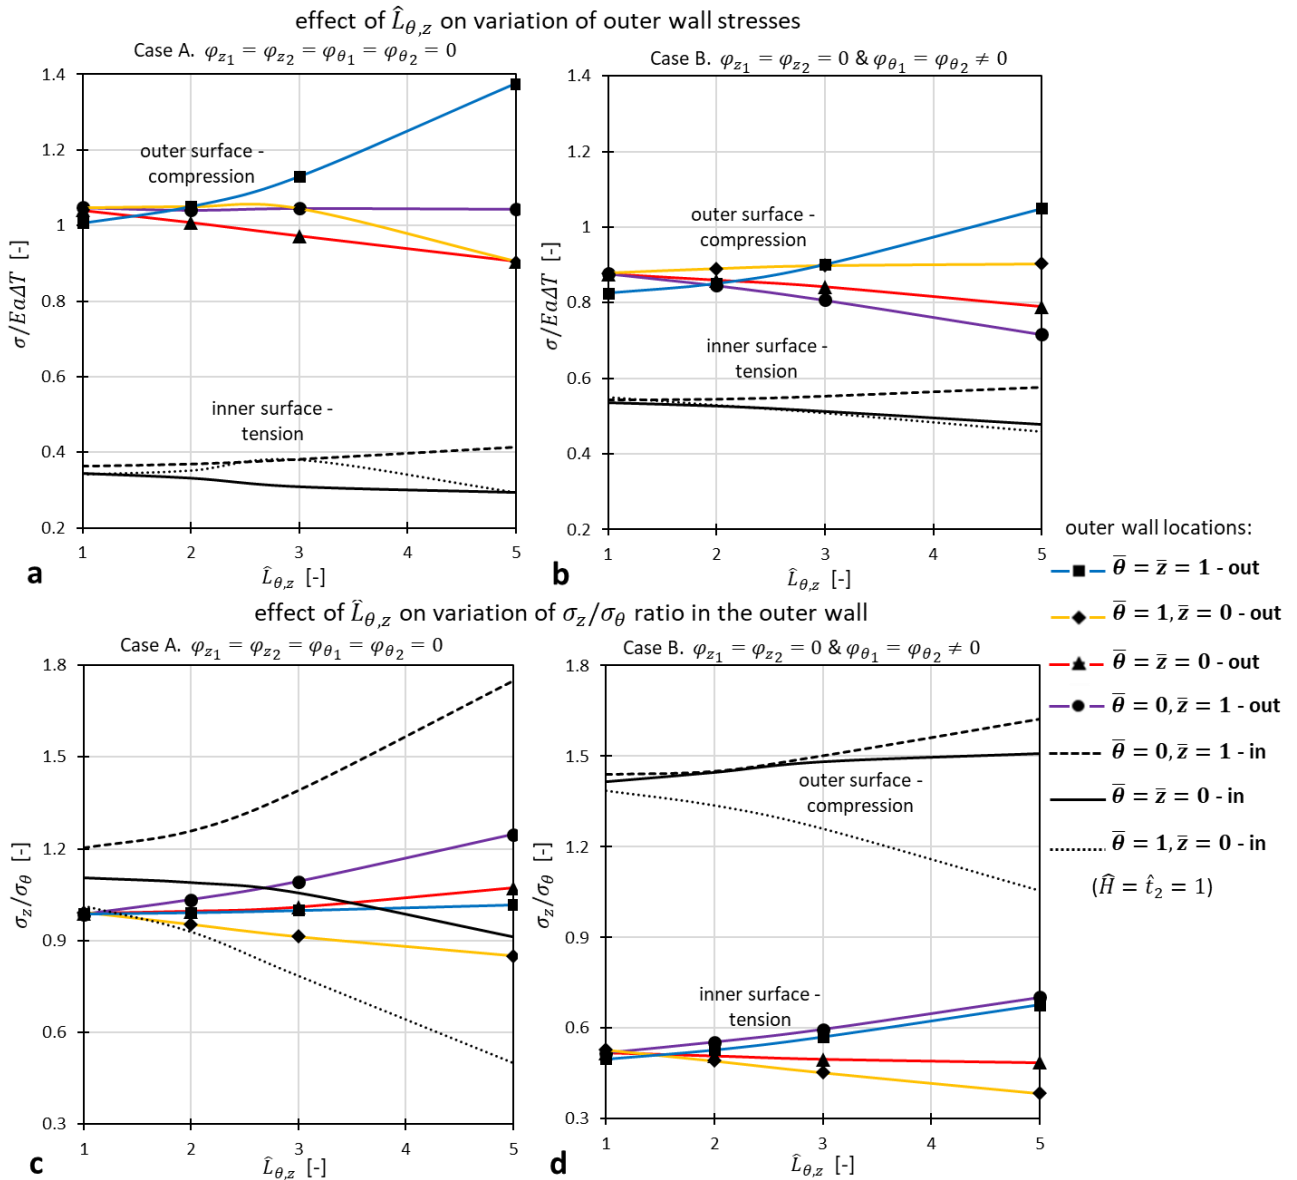 effect of L̂θ,z on variation of outer wall stresses
Case A. φz1 = φz2 = φθ1 = φθ2 = 0
Case B. φz1 = φz2 = 0 & φθ1 = φθ2 ≠ 0
1.4
1.2
1
0.8
0.6
0.4
0.2
σ/EaΔT [-]
outer surface -
compression
inner surface -
tension
1 2 3 4 5
L̂θ,z [-]
a
1.4
1.2
1
0.8
0.6
0.4
0.2
σ/EaΔT [-]
outer surface -
compression
inner surface -
tension
1 2 3 4 5
L̂θ,z [-]
b
effect of L̂θ,z on variation of σz/σθ ratio in the outer wall
Case A. φz1 = φz2 = φθ1 = φθ2 = 0
Case B. φz1 = φz2 = 0 & φθ1 = φθ2 ≠ 0
1.8
1.5
1.2
0.9
0.6
0.3
σz/σθ [-]
1 2 3 4 5
L̂θ,z [-]
c
1.8
1.5
1.2
0.9
0.6
0.3
σz/σθ [-]
outer surface -
compression
inner surface -
tension
1 2 3 4 5
L̂θ,z [-]
d
outer wall locations:
θ̅ = z̅ = 1 - out
θ̅ = 1, z̅ = 0 - out
θ̅ = z̅ = 0 - out
θ̅ = 0, z̅ = 1 - out
θ̅ = 0, z̅ = 1 - in
θ̅ = z̅ = 0 - in
θ̅ = 1, z̅ = 0 - in
(Ĥ = t̂2 = 1)